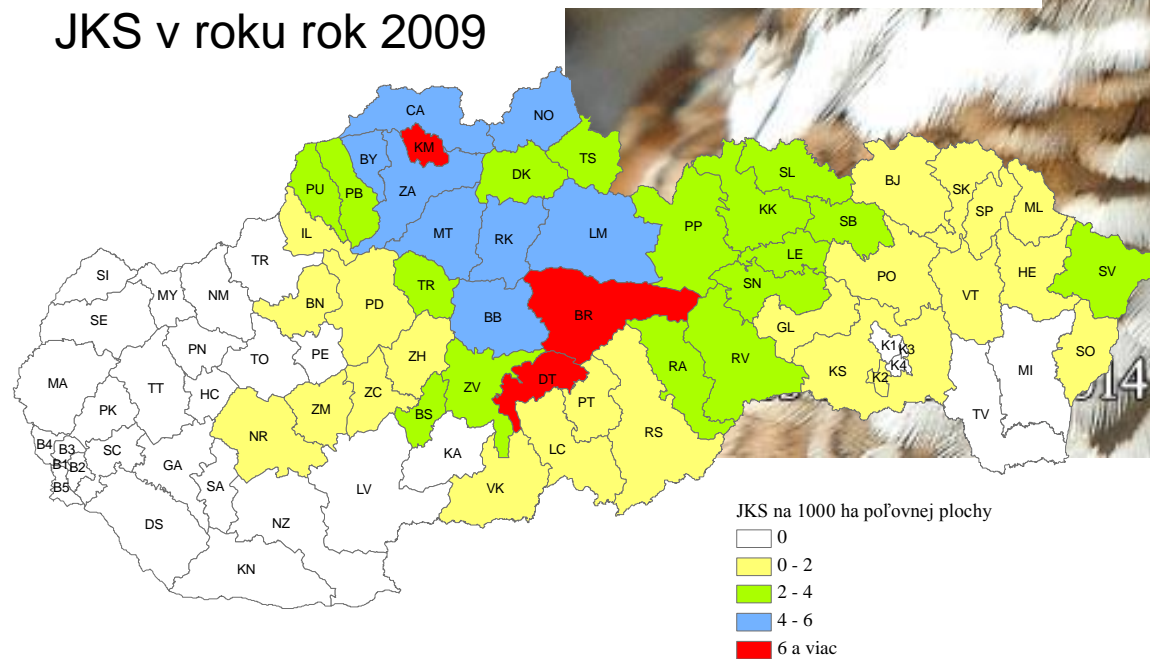 JKS v roku rok 2009
CA
NO
KM
BY
TS
DK
SL
BJ
SK
PU
PB
ZA
KK
SP
ML
SB
PP
IL
MT
RK
LM
TR
LE
PO
HE
SV
SI
MY
NM
TR
SN
VT
BN
PD
SE
BB
BR
GL
PN
TO
PE
ZH
K1
K3
SO
MA
TT
HC
ZC
ZV
DT
RA
RV
KS
K4
K2
MI
PK
ZM
BS
PT
14
B4
B3
SC
NR
LC
RS
TV
B1
B2
GA
KA
B5
SA
LV
VK
DS
NZ
KN
JKS na 1000 ha poľovnej plochy
0
0 - 2
2 - 4
4 - 6
6 a viac